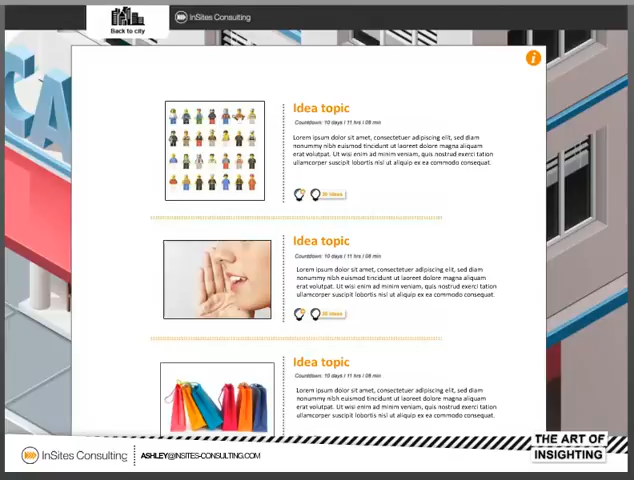 Back to city
InSites Consulting
CA
i
Idea topic
Countdown: 10 days / 11 hrs / 08 min
Lorem ipsum dolor sit amet, consectetuer adipiscing elit, sed diam
nonummy nibh euismod tincidunt ut laoreet dolore magna aliquam
erat volutpat. Ut wisi enim ad minim veniam, quis nostrud exerci tation
ullamcorper suscipit lobortis nisl ut aliquip ex ea commodo consequat.
Idea topic
Countdown: 10 days / 11 hrs / 08 min
Lorem ipsum dolor sit amet, consectetuer adipiscing elit, sed diam
nonummy nibh euismod tincidunt ut laoreet dolore magna aliquam
erat volutpat. Ut wisi enim ad minim veniam, quis nostrud exerci tation
ullamcorper suscipit lobortis nisl ut aliquip ex ea commodo consequat.
Idea topic
Countdown: 10 days / 11 hrs / 08 min
Lorem ipsum dolor sit amet, consectetuer adipiscing elit, sed diam
nonummy nibh euismod tincidunt ut laoreet dolore magna aliquam
erat volutpat. Ut wisi enim ad minim veniam, quis nostrud exerci tation
ullamcorper suscipit lobortis nisl ut aliquip ex ea commodo consequat.
InSites Consulting
ASHLEY@INSITES-CONSULTING.COM
THE ART OF
INSIGHTING